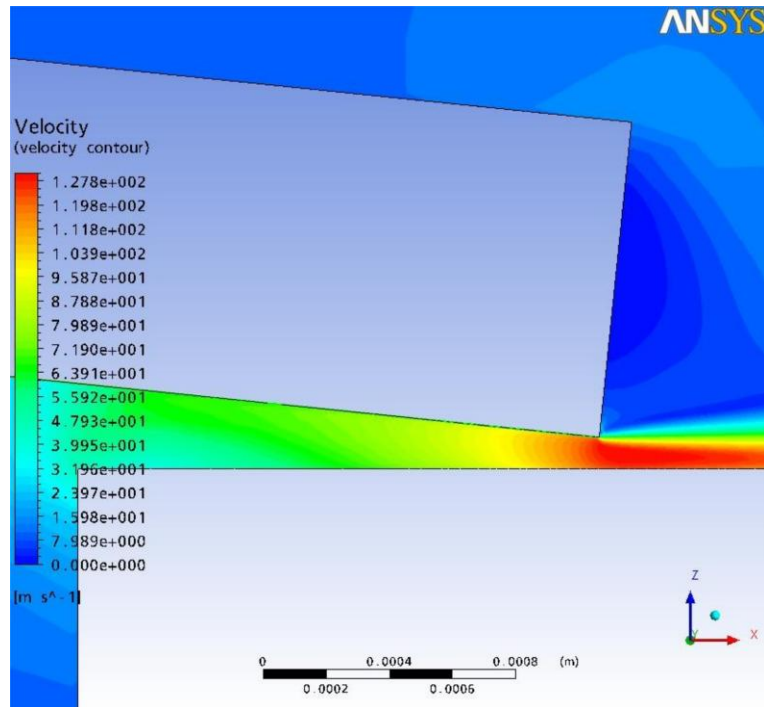 ANSYS
Velocity
(velocity contour)
1.278e+002
1.198e+002
1.118e+002
1.039e+002
9.587e+001
8.788e+001
7.989e+001
7.190e+001
6.391e+001
5.592e+001
4.793e+001
3.995e+001
3.196e+001
2.397e+001
1.598e+001
7.989e+000
0.000e+000
[m s^-1]
Z
Y
X
0 0.0004 0.0008 (m)
0.0002 0.0006